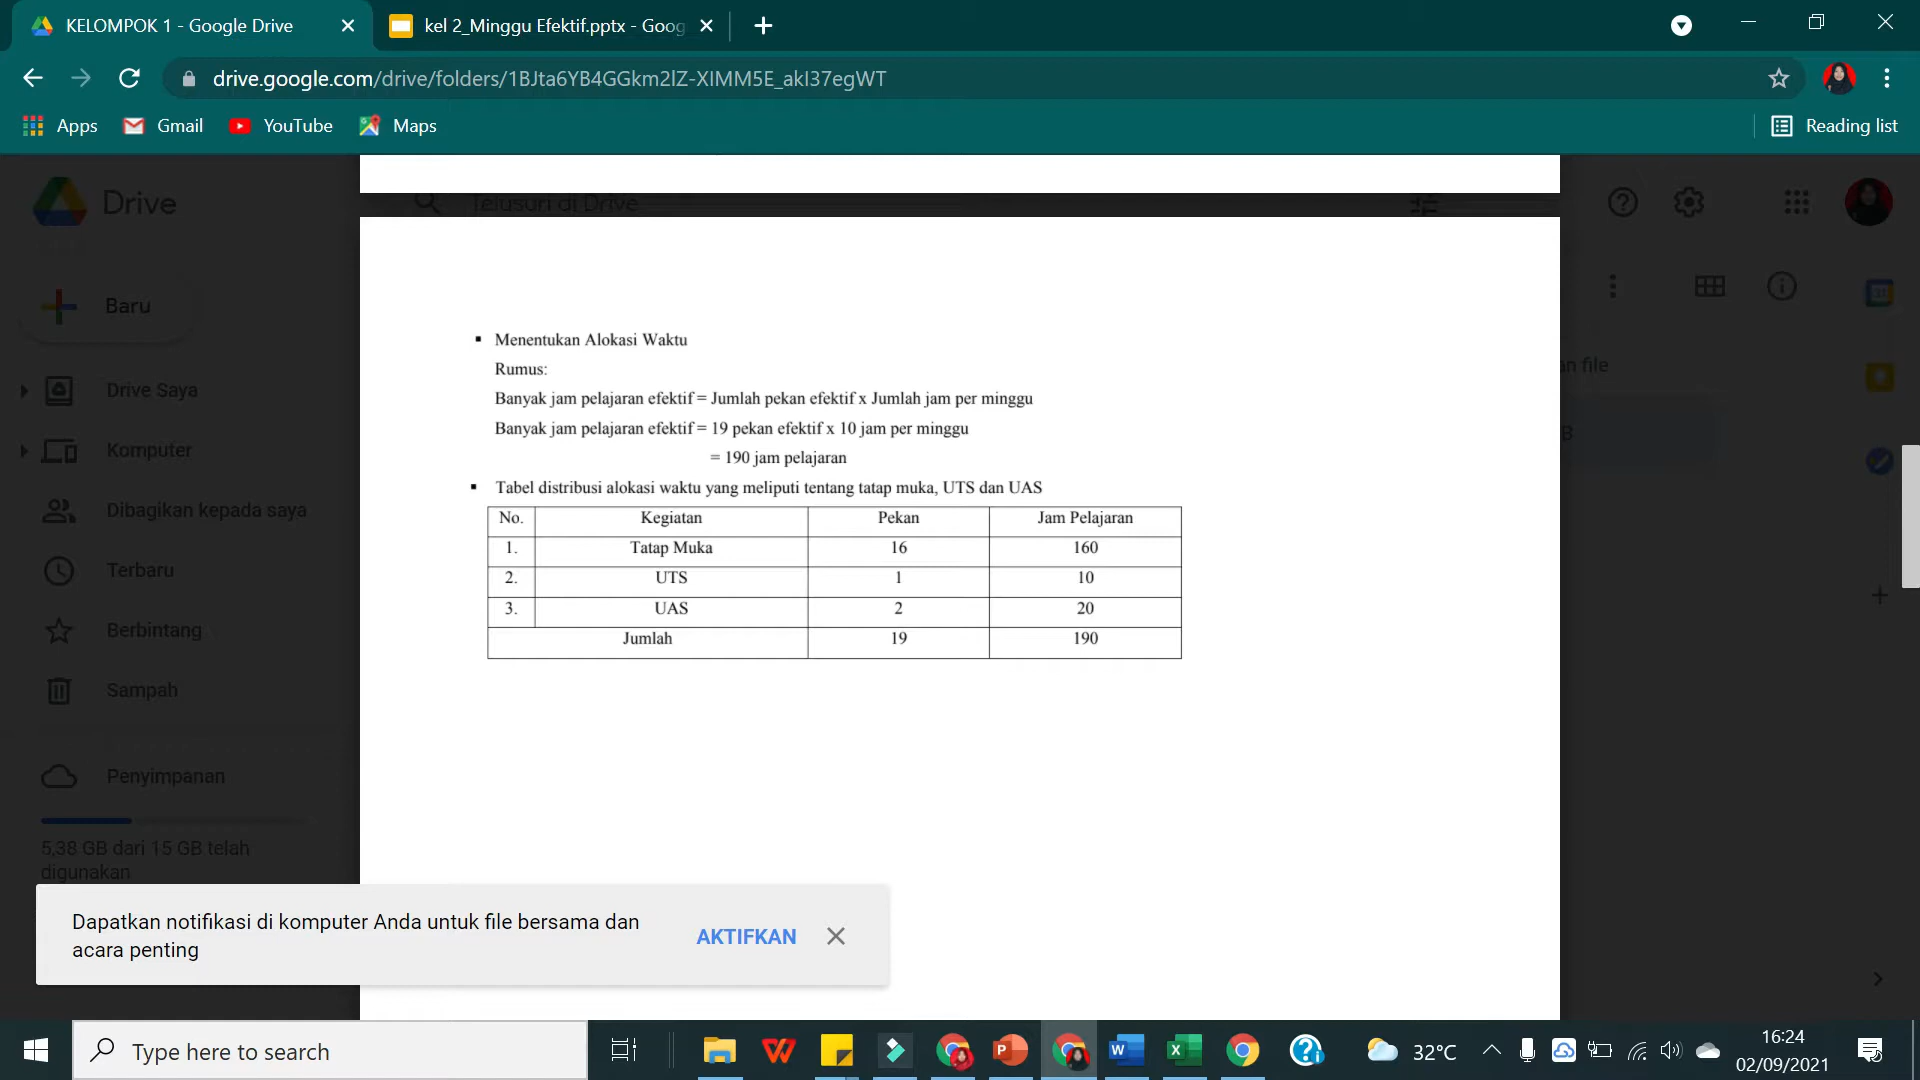 KELOMPOK 1 - Google Drive
kel 2_Minggu Efektif.pptx - Goog
drive.google.com/drive/folders/1BJta6YB4GGkm2lZ-XIMM5E_akI37egWT
Apps
Gmail
YouTube
Maps
Reading list
Drive
Telusuri di Drive
Baru
Drive Saya
Komputer
Dibagikan kepada saya
Terbaru
Berbintang
Sampah
Penyimpanan
5,38 GB dari 15 GB telah
digunakan
an file
B
▪ Menentukan Alokasi Waktu
Rumus:
Banyak jam pelajaran efektif = Jumlah pekan efektif x Jumlah jam per minggu
Banyak jam pelajaran efektif = 19 pekan efektif x 10 jam per minggu
= 190 jam pelajaran
▪ Tabel distribusi alokasi waktu yang meliputi tentang tatap muka, UTS dan UAS
No. Kegiatan Pekan Jam Pelajaran
1. Tatap Muka 16 160
2. UTS 1 10
3. UAS 2 20
Jumlah 19 190
Dapatkan notifikasi di komputer Anda untuk file bersama dan
acara penting
AKTIFKAN
Type here to search
32°C
16:24
02/09/2021